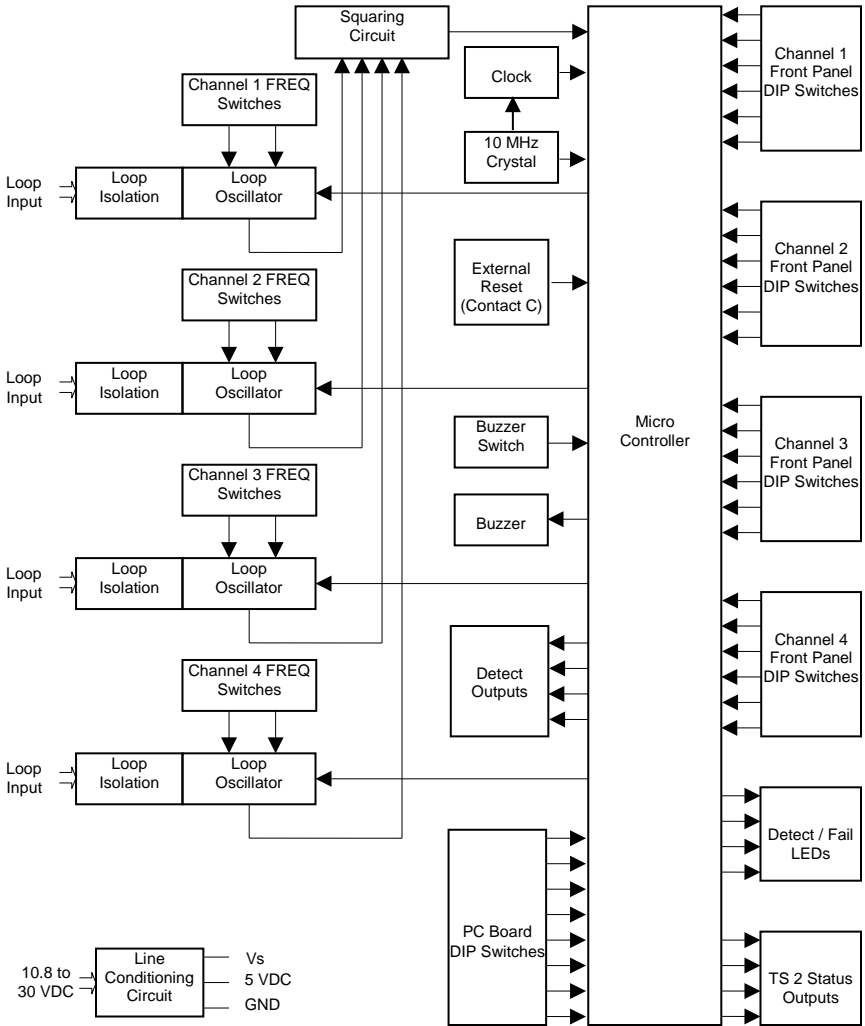 Squaring
Circuit
Channel 1 FREQ
Switches
Loop
Input
Loop
Isolation
Loop
Oscillator
Clock
10 MHz
Crystal
Channel 1
Front Panel
DIP Switches
Channel 2 FREQ
Switches
Loop
Input
Loop
Isolation
Loop
Oscillator
External
Reset
(Contact C)
Channel 2
Front Panel
DIP Switches
Channel 3 FREQ
Switches
Loop
Input
Loop
Isolation
Loop
Oscillator
Buzzer
Switch
Buzzer
Micro
Controller
Channel 3
Front Panel
DIP Switches
Channel 4 FREQ
Switches
Loop
Input
Loop
Isolation
Loop
Oscillator
Detect
Outputs
Channel 4
Front Panel
DIP Switches
Detect / Fail
LEDs
PC Board
DIP Switches
TS 2 Status
Outputs
10.8 to
30 VDC
Line
Conditioning
Circuit
Vs
5 VDC
GND